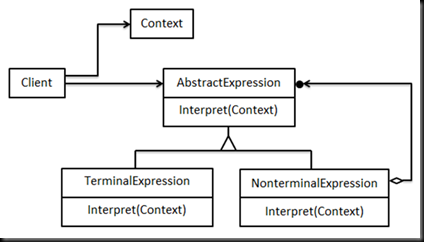 Context
Client
AbstractExpression
Interpret(Context)
TerminalExpression
Interpret(Context)
NonterminalExpression
Interpret(Context)